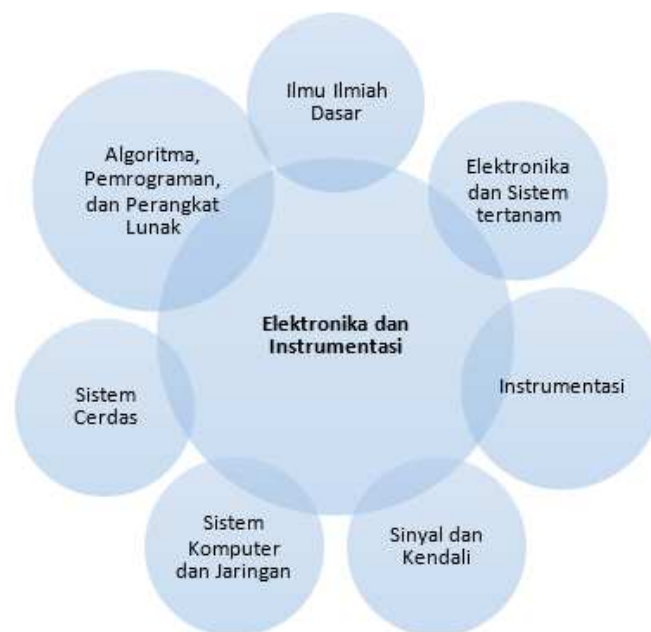 Ilmu Ilmiah
Dasar
Algoritma,
Pemrograman,
dan Perangkat
Lunak
Elektronika
dan Sistem
tertanam
Elektronika dan
Instrumentasi
Instrumentasi
Sistem
Cerdas
Sistem
Komputer
dan Jaringan
Sinyal dan
Kendali